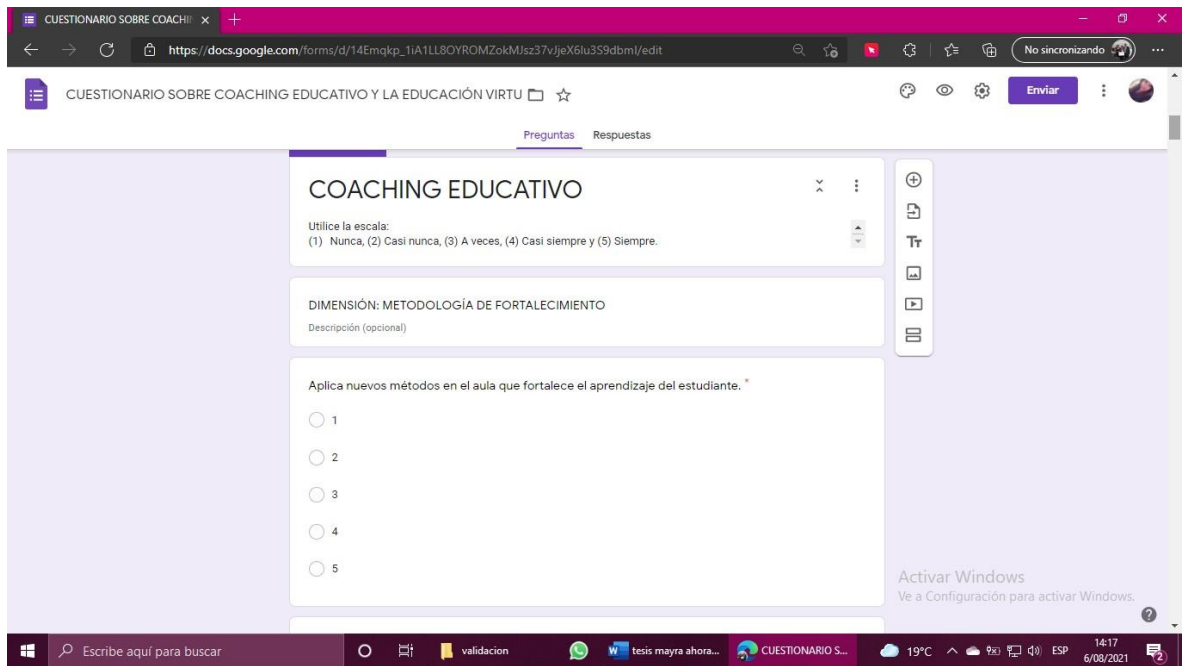 CUESTIONARIO SOBRE COACHIN
https://docs.google.com/forms/d/14Emqkp_1iA1LL8OYROMZokMJsz37vJjeX6lu3S9dbmI/edit
No sincronizando
CUESTIONARIO SOBRE COACHING EDUCATIVO Y LA EDUCACIÓN VIRTU
Enviar
Preguntas Respuestas
COACHING EDUCATIVO
Utilice la escala:
(1) Nunca, (2) Casi nunca, (3) A veces, (4) Casi siempre y (5) Siempre.
Tт
DIMENSIÓN: METODOLOGÍA DE FORTALECIMIENTO
Descripción (opcional)
Aplica nuevos métodos en el aula que fortalece el aprendizaje del estudiante. *
1
2
3
4
5
Activar Windows
Ve a Configuración para activar Windows.
Escribe aquí para buscar
validacion
tesis mayra ahora...
CUESTIONARIO S...
19°C
ESP
14:17
6/08/2021
2